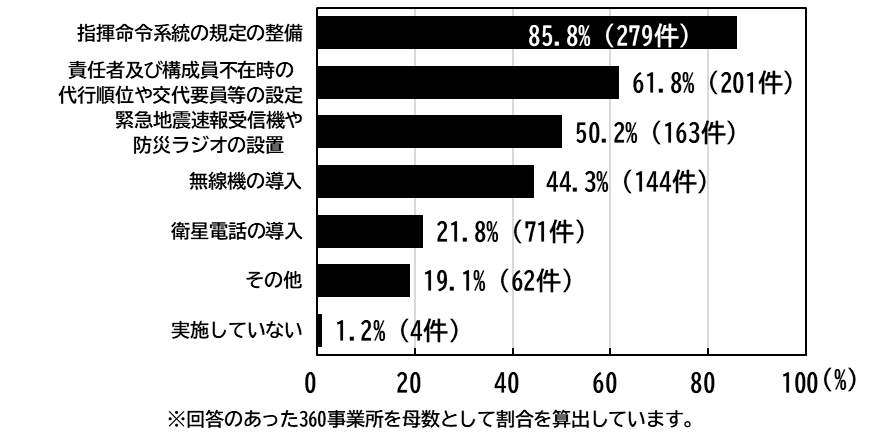 指揮命令系統の規定の整備
85.8%（279件）
責任者及び構成員不在時の
代行順位や交代要員等の設定
61.8%（201件）
緊急地震速報受信機や
防災ラジオの設置
50.2%（163件）
無線機の導入
44.3%（144件）
衛星電話の導入
21.8%（71件）
その他
19.1%（62件）
実施していない
1.2%（4件）
0 20 40 60 80 100(%)
※回答のあった360事業所を母数として割合を算出しています。